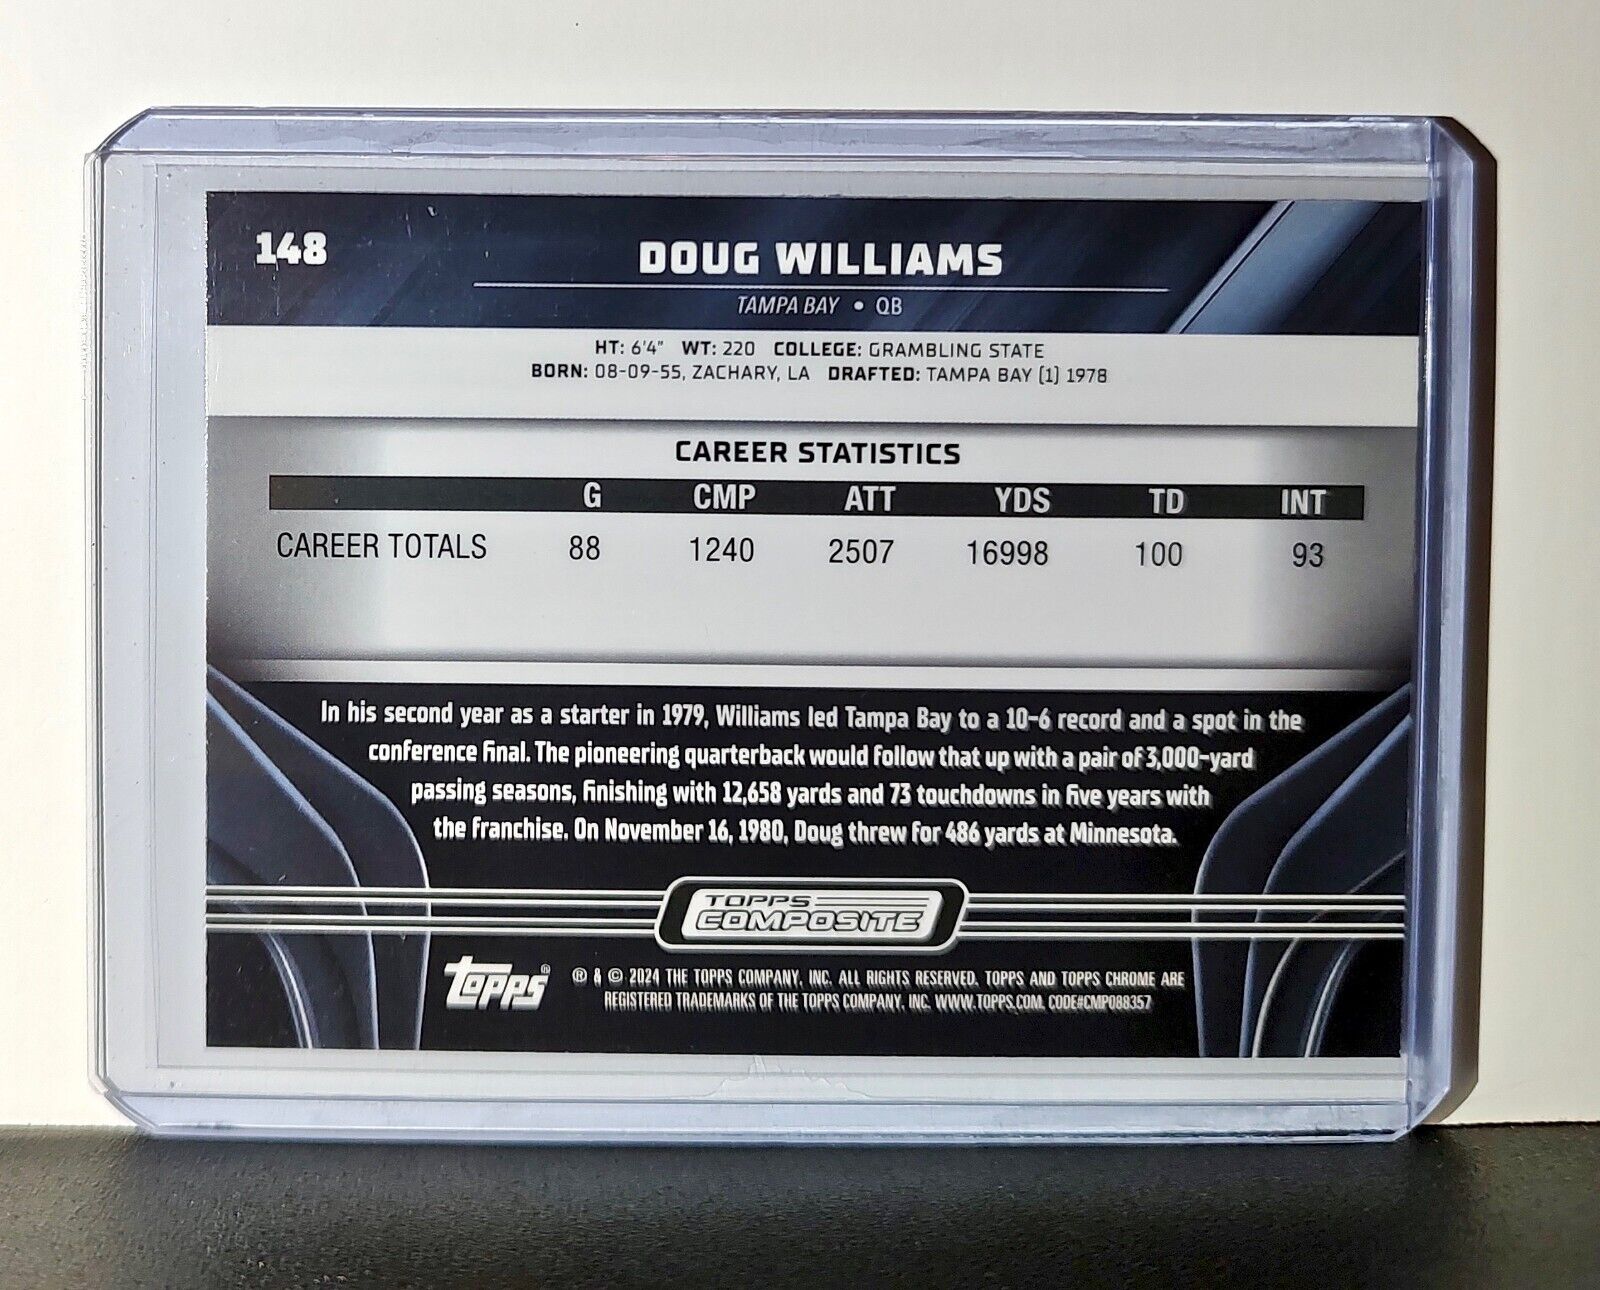 148
DOUG WILLIAMS
TAMPA BAY • QB
HT: 6'4" WT: 220 COLLEGE: GRAMBLING STATE
BORN: 08-09-55, ZACHARY, LA DRAFTED: TAMPA BAY (1) 1978
CAREER STATISTICS
G CMP ATT YDS TD INT
CAREER TOTALS 88 1240 2507 16998 100 93
In his second year as a starter in 1979, Williams led Tampa Bay to a 10-6 record and a spot in the
conference final. The pioneering quarterback would follow that up with a pair of 3,000-yard
passing seasons, finishing with 12,658 yards and 73 touchdowns in five years with
the franchise. On November 16, 1980, Doug threw for 486 yards at Minnesota.
TOPPS
COMPOSITE
topps®
® & © 2024 THE TOPPS COMPANY, INC. ALL RIGHTS RESERVED. TOPPS AND TOPPS CHROME ARE
REGISTERED TRADEMARKS OF THE TOPPS COMPANY, INC. WWW.TOPPS.COM. CODE#CMP088357